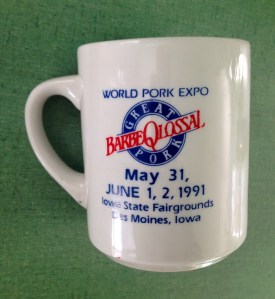 WORLD PORK EXPO
GREAT
BARBEQLOSSAL
PORK
May 31,
JUNE 1, 2, 1991
Iowa State Fairgrounds
Des Moines, Iowa